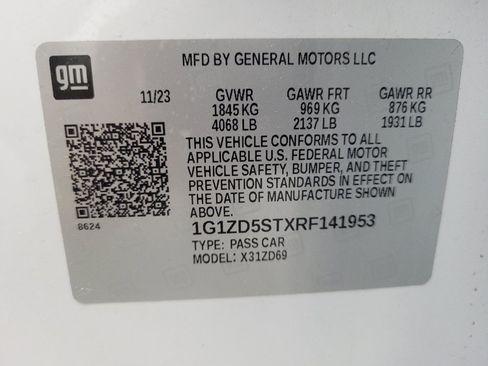 gm
MFD BY GENERAL MOTORS LLC
11/23 GVWR GAWR FRT GAWR RR
1845 KG 969 KG 876 KG
4068 LB 2137 LB 1931 LB
THIS VEHICLE CONFORMS TO ALL
APPLICABLE U.S. FEDERAL MOTOR
VEHICLE SAFETY, BUMPER, AND THEFT
PREVENTION STANDARDS IN EFFECT ON
THE DATE OF MANUFACTURE SHOWN
ABOVE.
8624
1G1ZD5STXRF141953
TYPE: PASS CAR
MODEL: X31ZD69